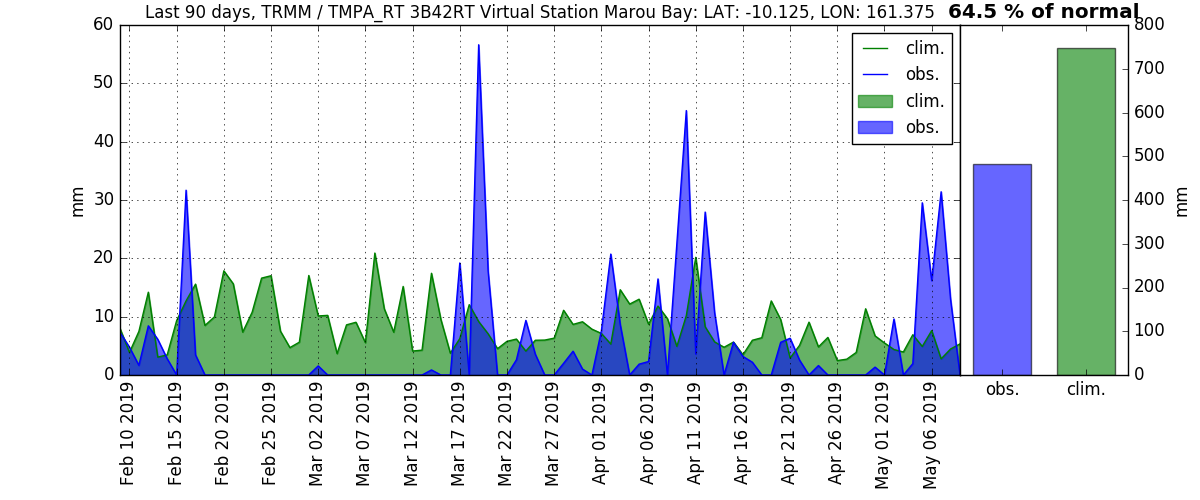 Last 90 days, TRMM / TMPA_RT 3B42RT Virtual Station Marou Bay: LAT: -10.125, LON: 161.375
64.5 % of normal
mm
60
50
40
30
20
10
0
clim.
obs.
clim.
obs.
800
700
600
500
400
300
200
100
0
mm
Feb 10 2019
Feb 15 2019
Feb 20 2019
Feb 25 2019
Mar 02 2019
Mar 07 2019
Mar 12 2019
Mar 17 2019
Mar 22 2019
Mar 27 2019
Apr 01 2019
Apr 06 2019
Apr 11 2019
Apr 16 2019
Apr 21 2019
Apr 26 2019
May 01 2019
May 06 2019
obs.
clim.